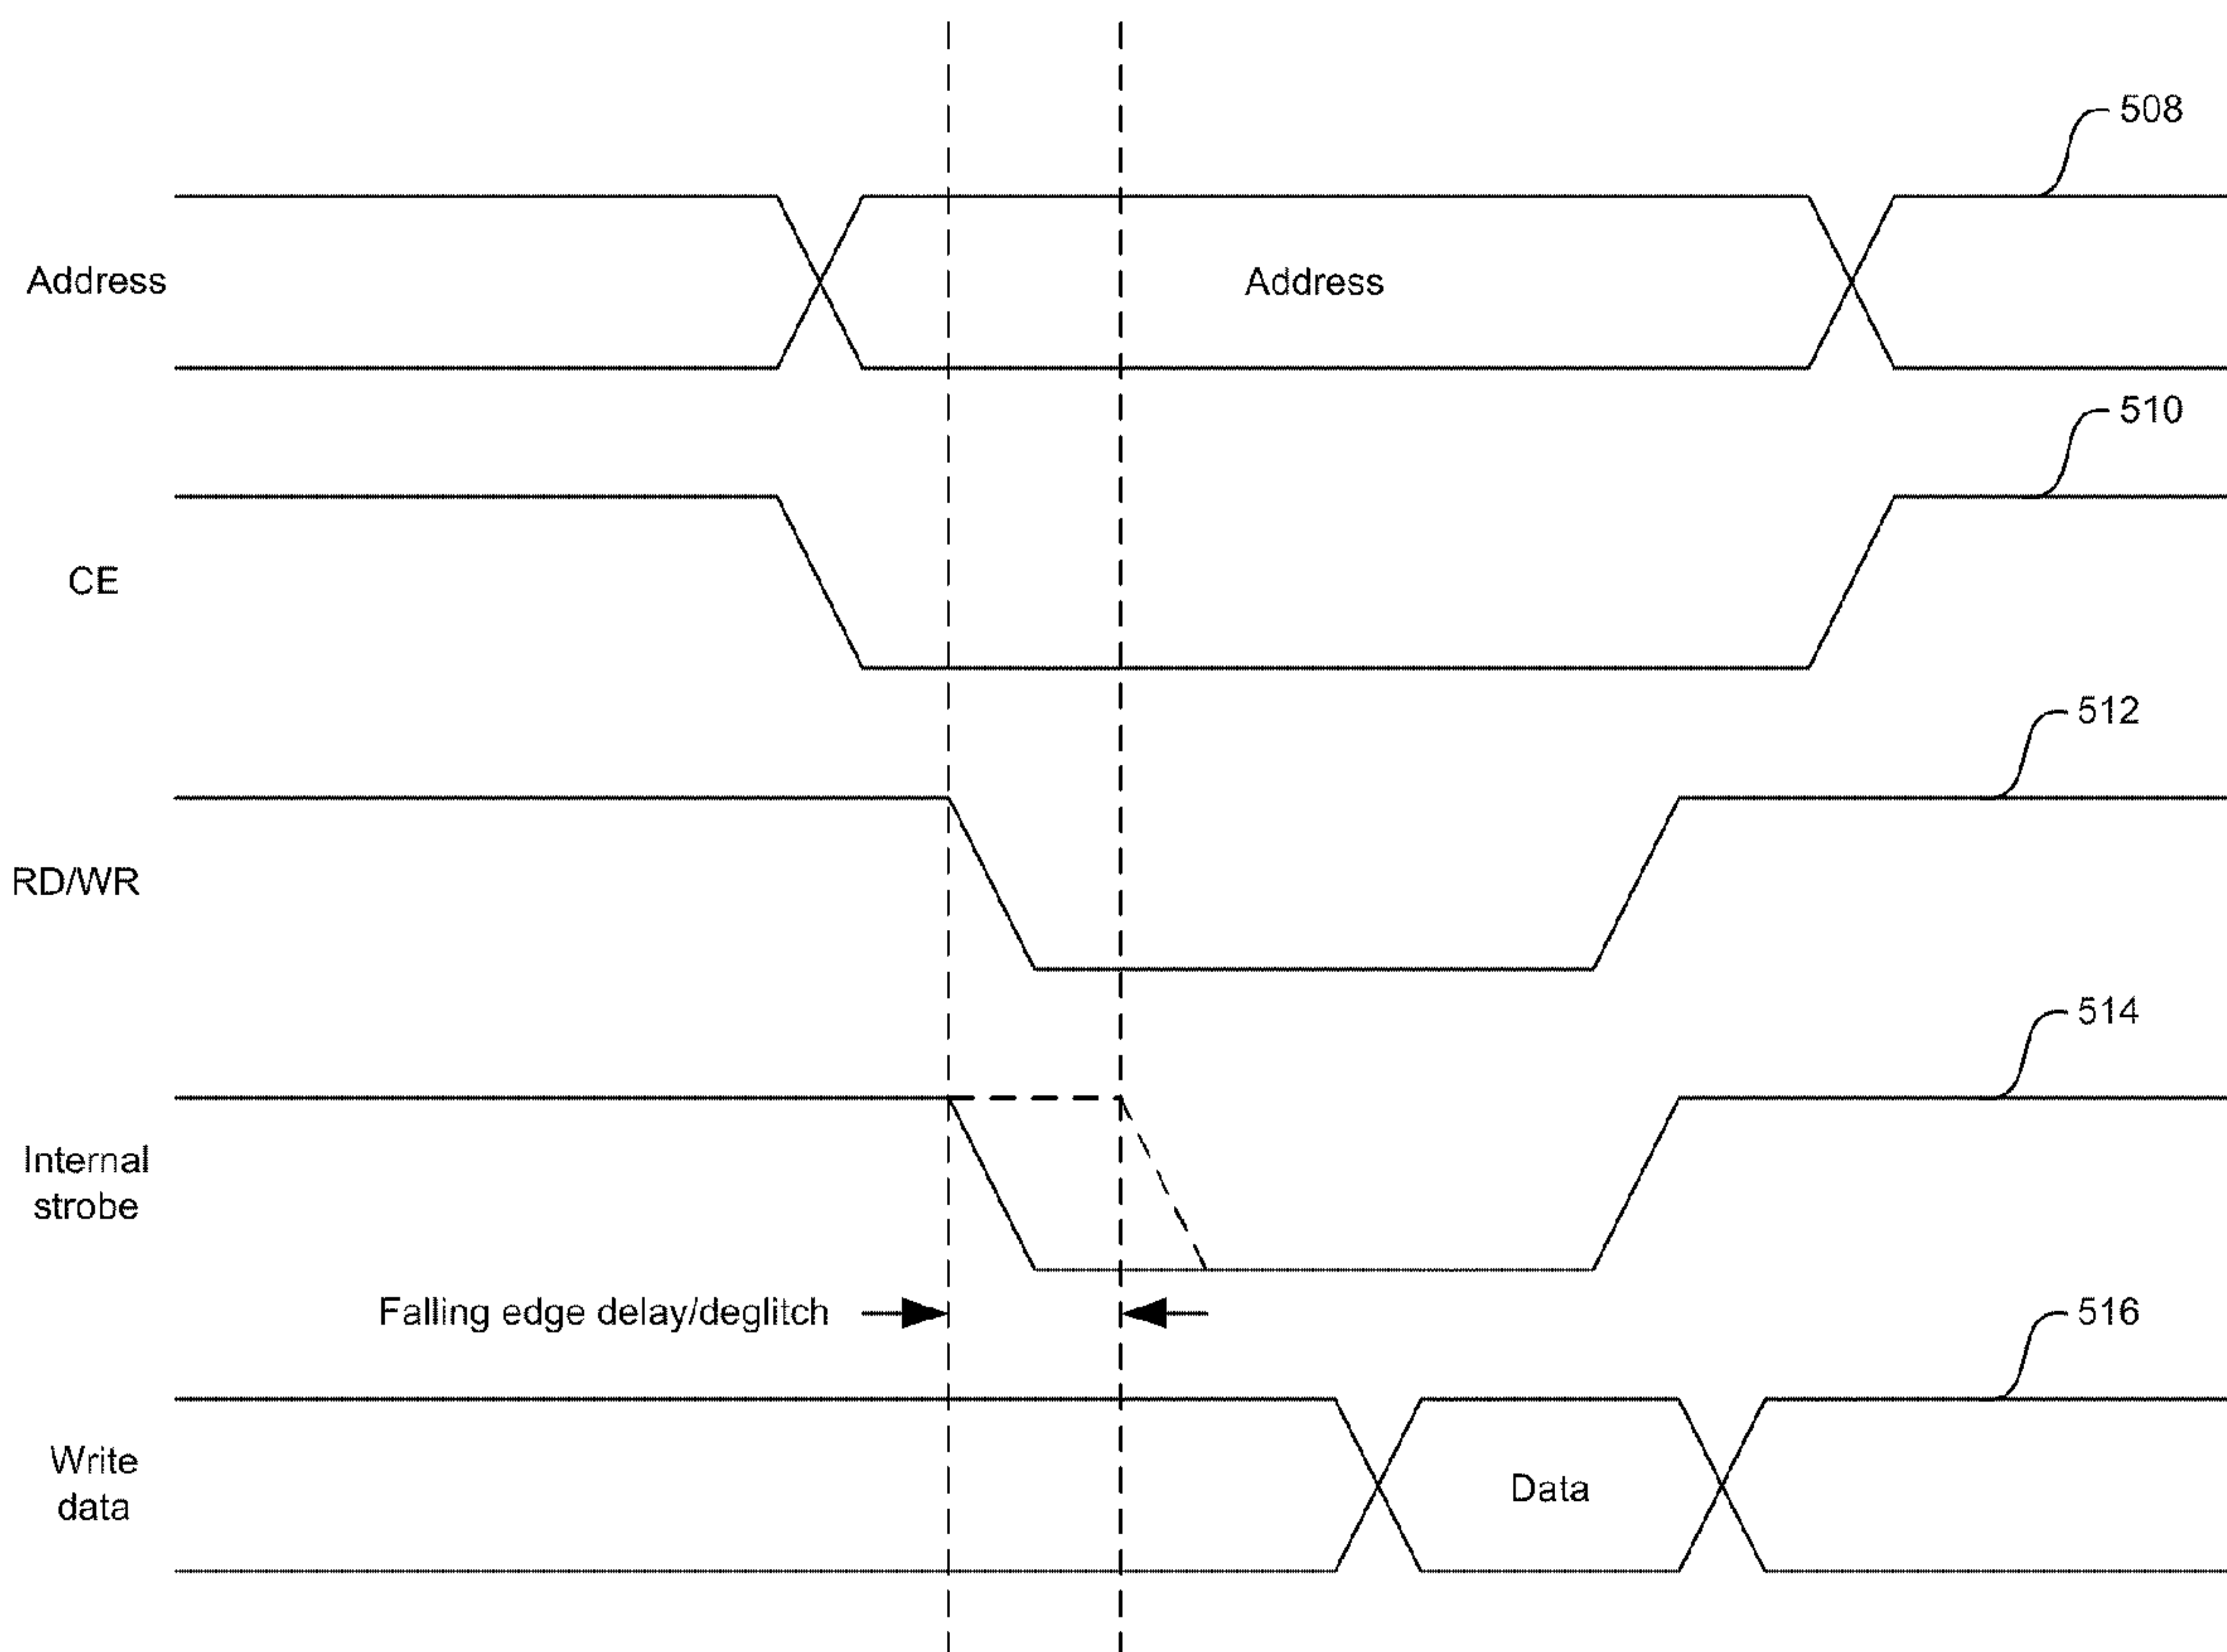 508
Address
Address
510
CE
512
RD/WR
514
Internal
strobe
Falling edge delay/deglitch
516
Write
data
Data